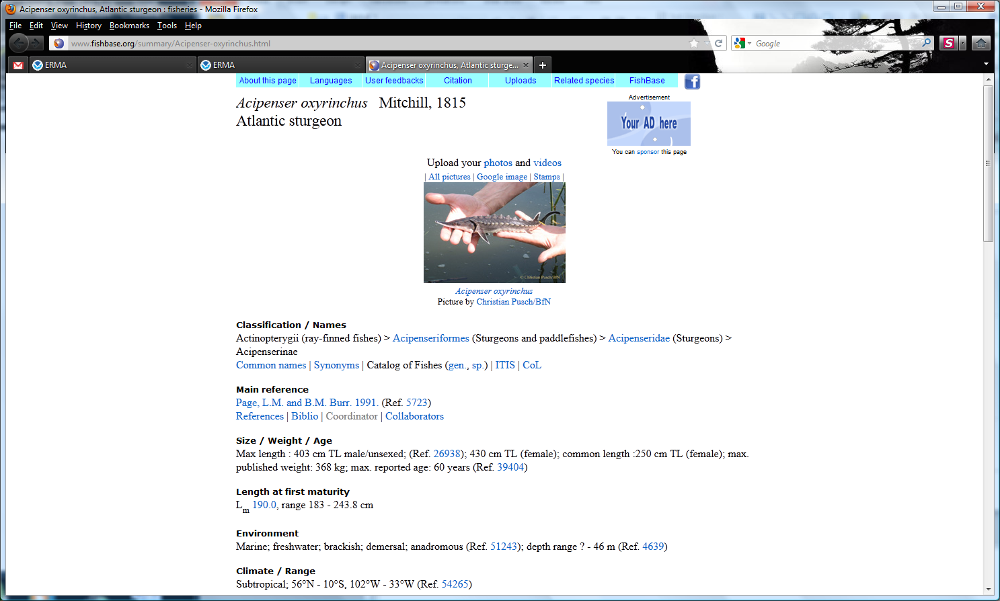 Acipenser oxyrinchus, Atlantic sturgeon : fisheries - Mozilla Firefox
File Edit View History Bookmarks Tools Help
www.fishbase.org/summary/Acipenser-oxyrinchus.html
Google
S
ERMA
ERMA
Acipenser oxyrinchus, Atlantic sturge...
About this page Languages User feedbacks Citation Uploads Related species FishBase
f
Acipenser oxyrinchus Mitchill, 1815
Atlantic sturgeon
Advertisement
Your AD here
You can sponsor this page
Upload your photos and videos
| All pictures | Google image | Stamps |
© Christian Pusch/BfN
Acipenser oxyrinchus
Picture by Christian Pusch/BfN
Classification / Names
Actinopterygii (ray-finned fishes) > Acipenseriformes (Sturgeons and paddlefishes) > Acipenseridae (Sturgeons) >
Acipenserinae
Common names | Synonyms | Catalog of Fishes (gen., sp.) | ITIS | CoL
Main reference
Page, L.M. and B.M. Burr. 1991. (Ref. 5723)
References | Biblio | Coordinator | Collaborators
Size / Weight / Age
Max length : 403 cm TL male/unsexed; (Ref. 26938); 430 cm TL (female); common length :250 cm TL (female); max.
published weight: 368 kg; max. reported age: 60 years (Ref. 39404)
Length at first maturity
Lm 190.0, range 183 - 243.8 cm
Environment
Marine; freshwater; brackish; demersal; anadromous (Ref. 51243); depth range ? - 46 m (Ref. 4639)
Climate / Range
Subtropical; 56°N - 10°S, 102°W - 33°W (Ref. 54265)